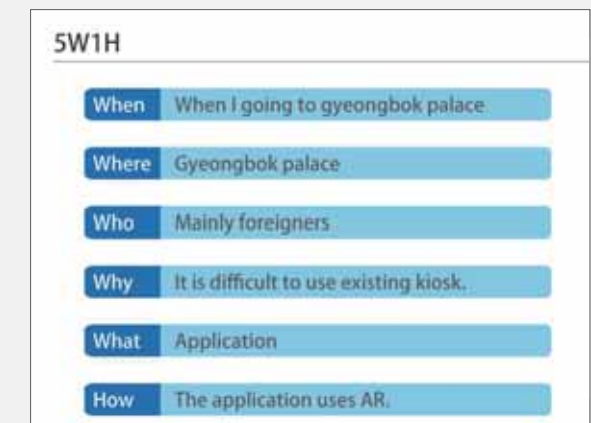 5W1H
When When I going to gyeongbok palace
Where Gyeongbok palace
Who Mainly foreigners
Why It is difficult to use existing kiosk.
What Application
How The application uses AR.